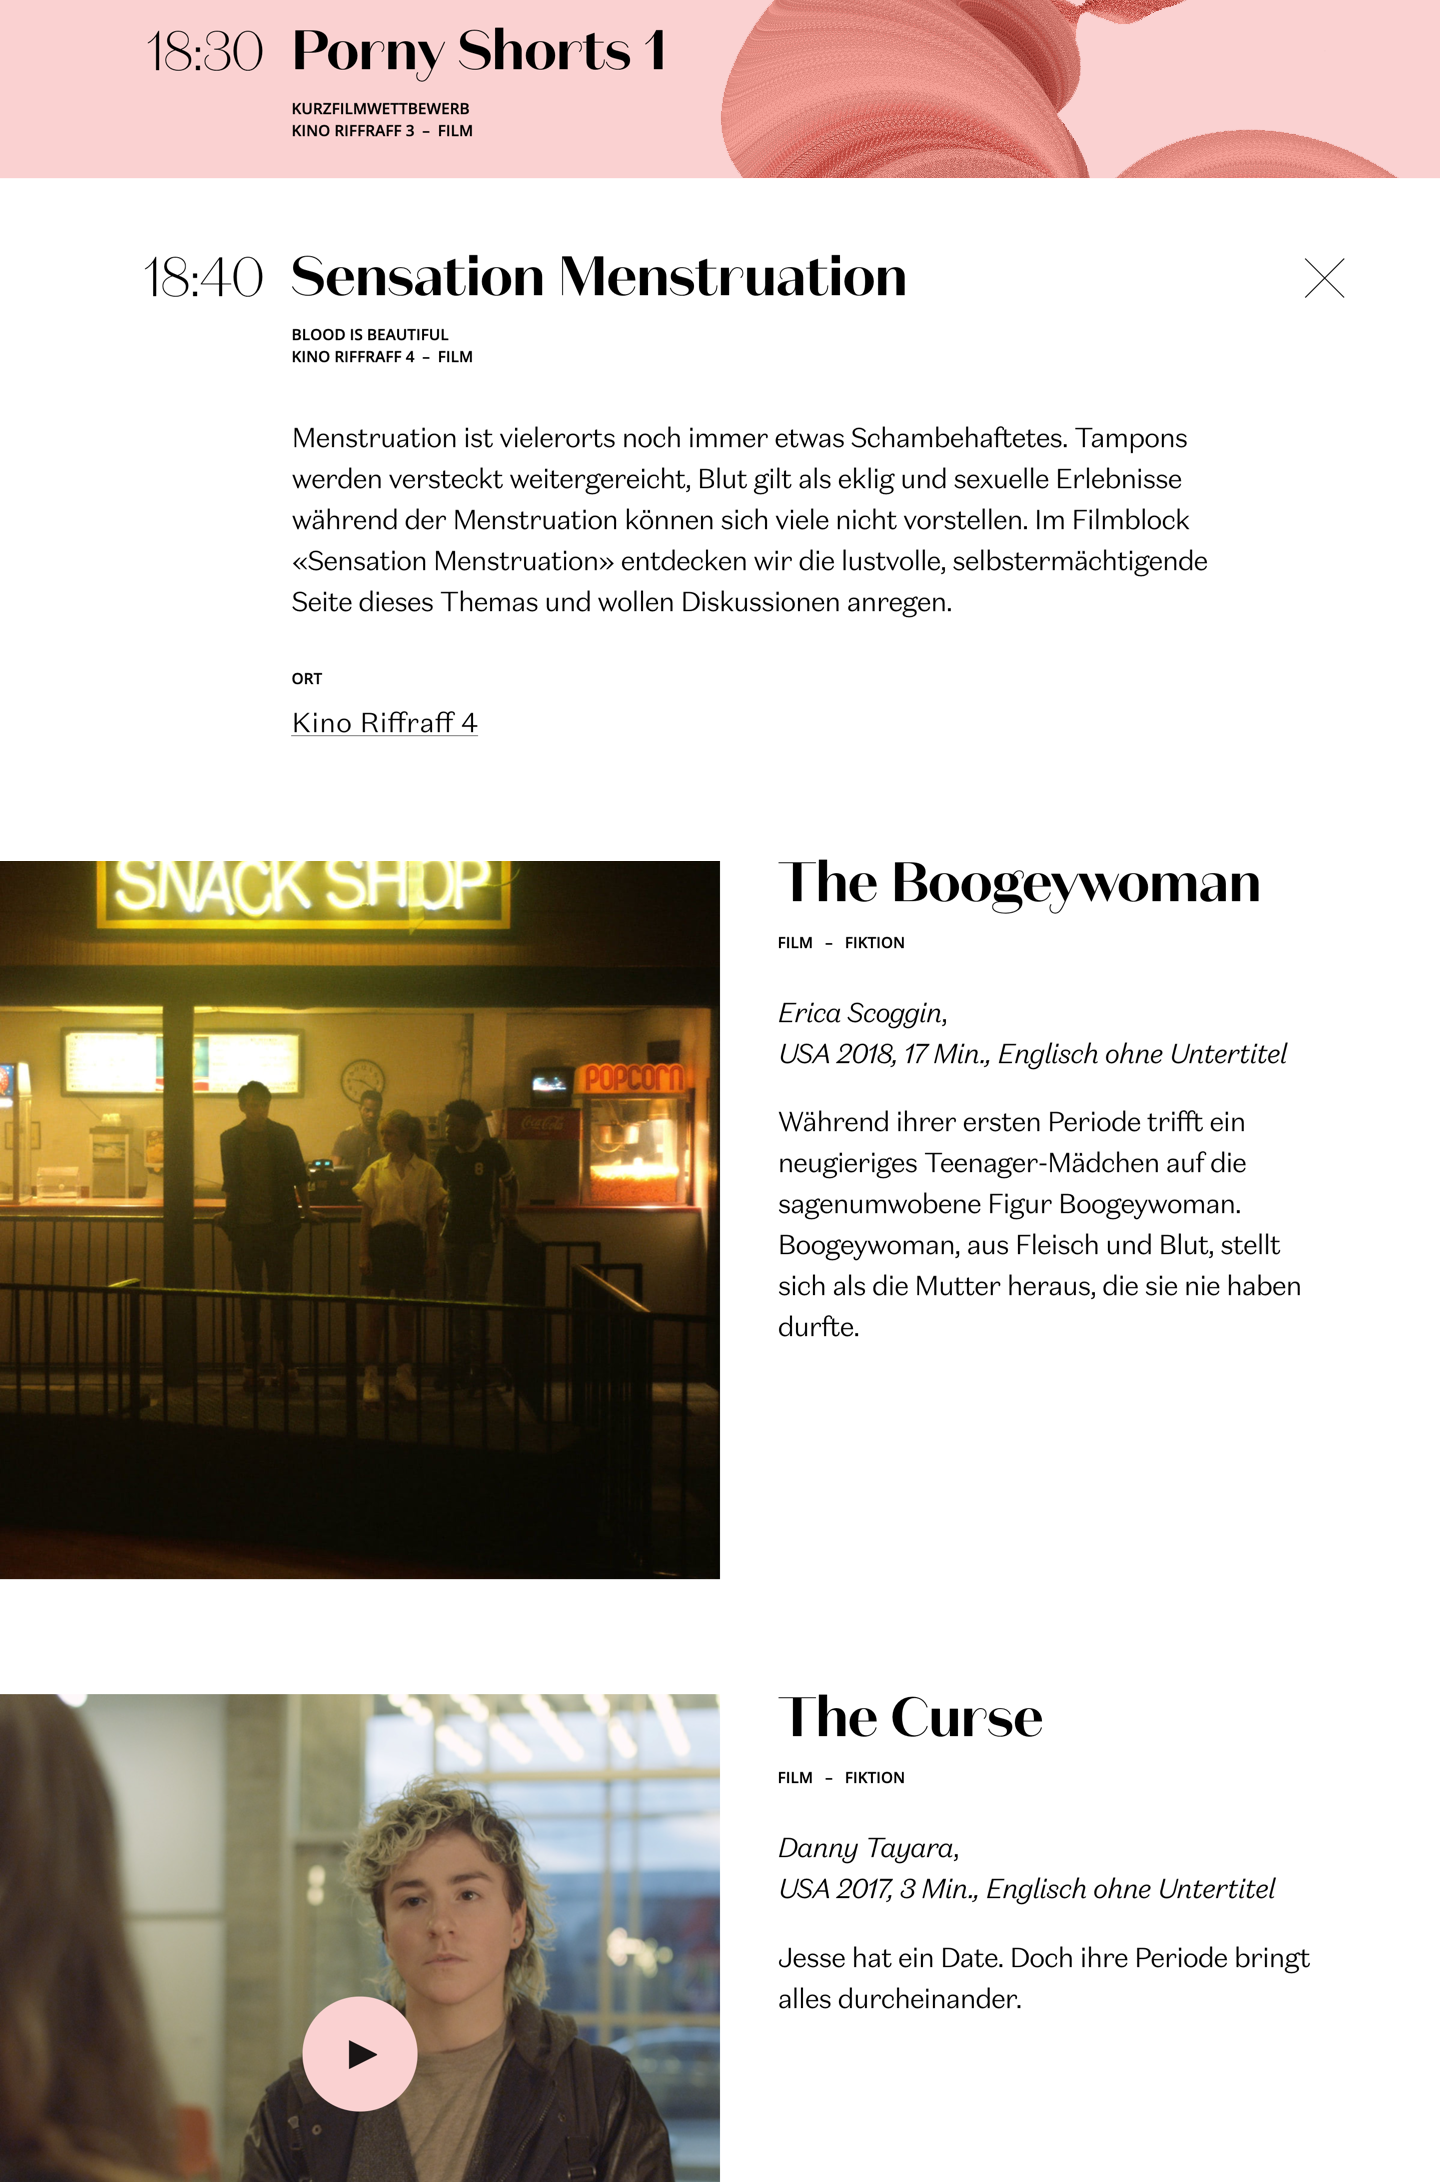 18:30 Porny Shorts 1
KURZFILMWETTBEWERB
KINO RIFFRAFF 3 – FILM
18:40 Sensation Menstruation
BLOOD IS BEAUTIFUL
KINO RIFFRAFF 4 – FILM
Menstruation ist vielerorts noch immer etwas Schambehaftetes. Tampons
werden versteckt weitergereicht, Blut gilt als eklig und sexuelle Erlebnisse
während der Menstruation können sich viele nicht vorstellen. Im Filmblock
«Sensation Menstruation» entdecken wir die lustvolle, selbstermächtigende
Seite dieses Themas und wollen Diskussionen anregen.
ORT
Kino Riffraff 4
SNACK SHOP
POPCORN
Coca-Cola
8
The Boogeywoman
FILM – FIKTION
Erica Scoggin,
USA 2018, 17 Min., Englisch ohne Untertitel
Während ihrer ersten Periode trifft ein
neugieriges Teenager-Mädchen auf die
sagenumwobene Figur Boogeywoman.
Boogeywoman, aus Fleisch und Blut, stellt
sich als die Mutter heraus, die sie nie haben
durfte.
The Curse
FILM – FIKTION
Danny Tayara,
USA 2017, 3 Min., Englisch ohne Untertitel
Jesse hat ein Date. Doch ihre Periode bringt
alles durcheinander.